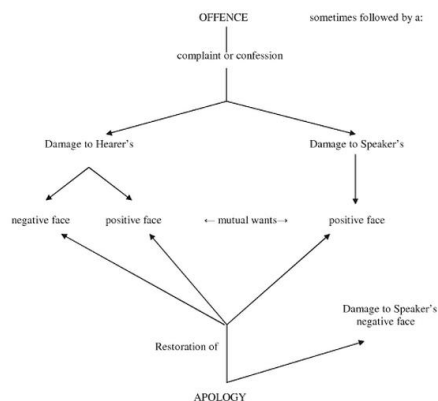 OFFENCE sometimes followed by a:
complaint or confession
Damage to Hearer's Damage to Speaker's
negative face positive face ← mutual wants→ positive face
Damage to Speaker's
negative face
Restoration of
APOLOGY